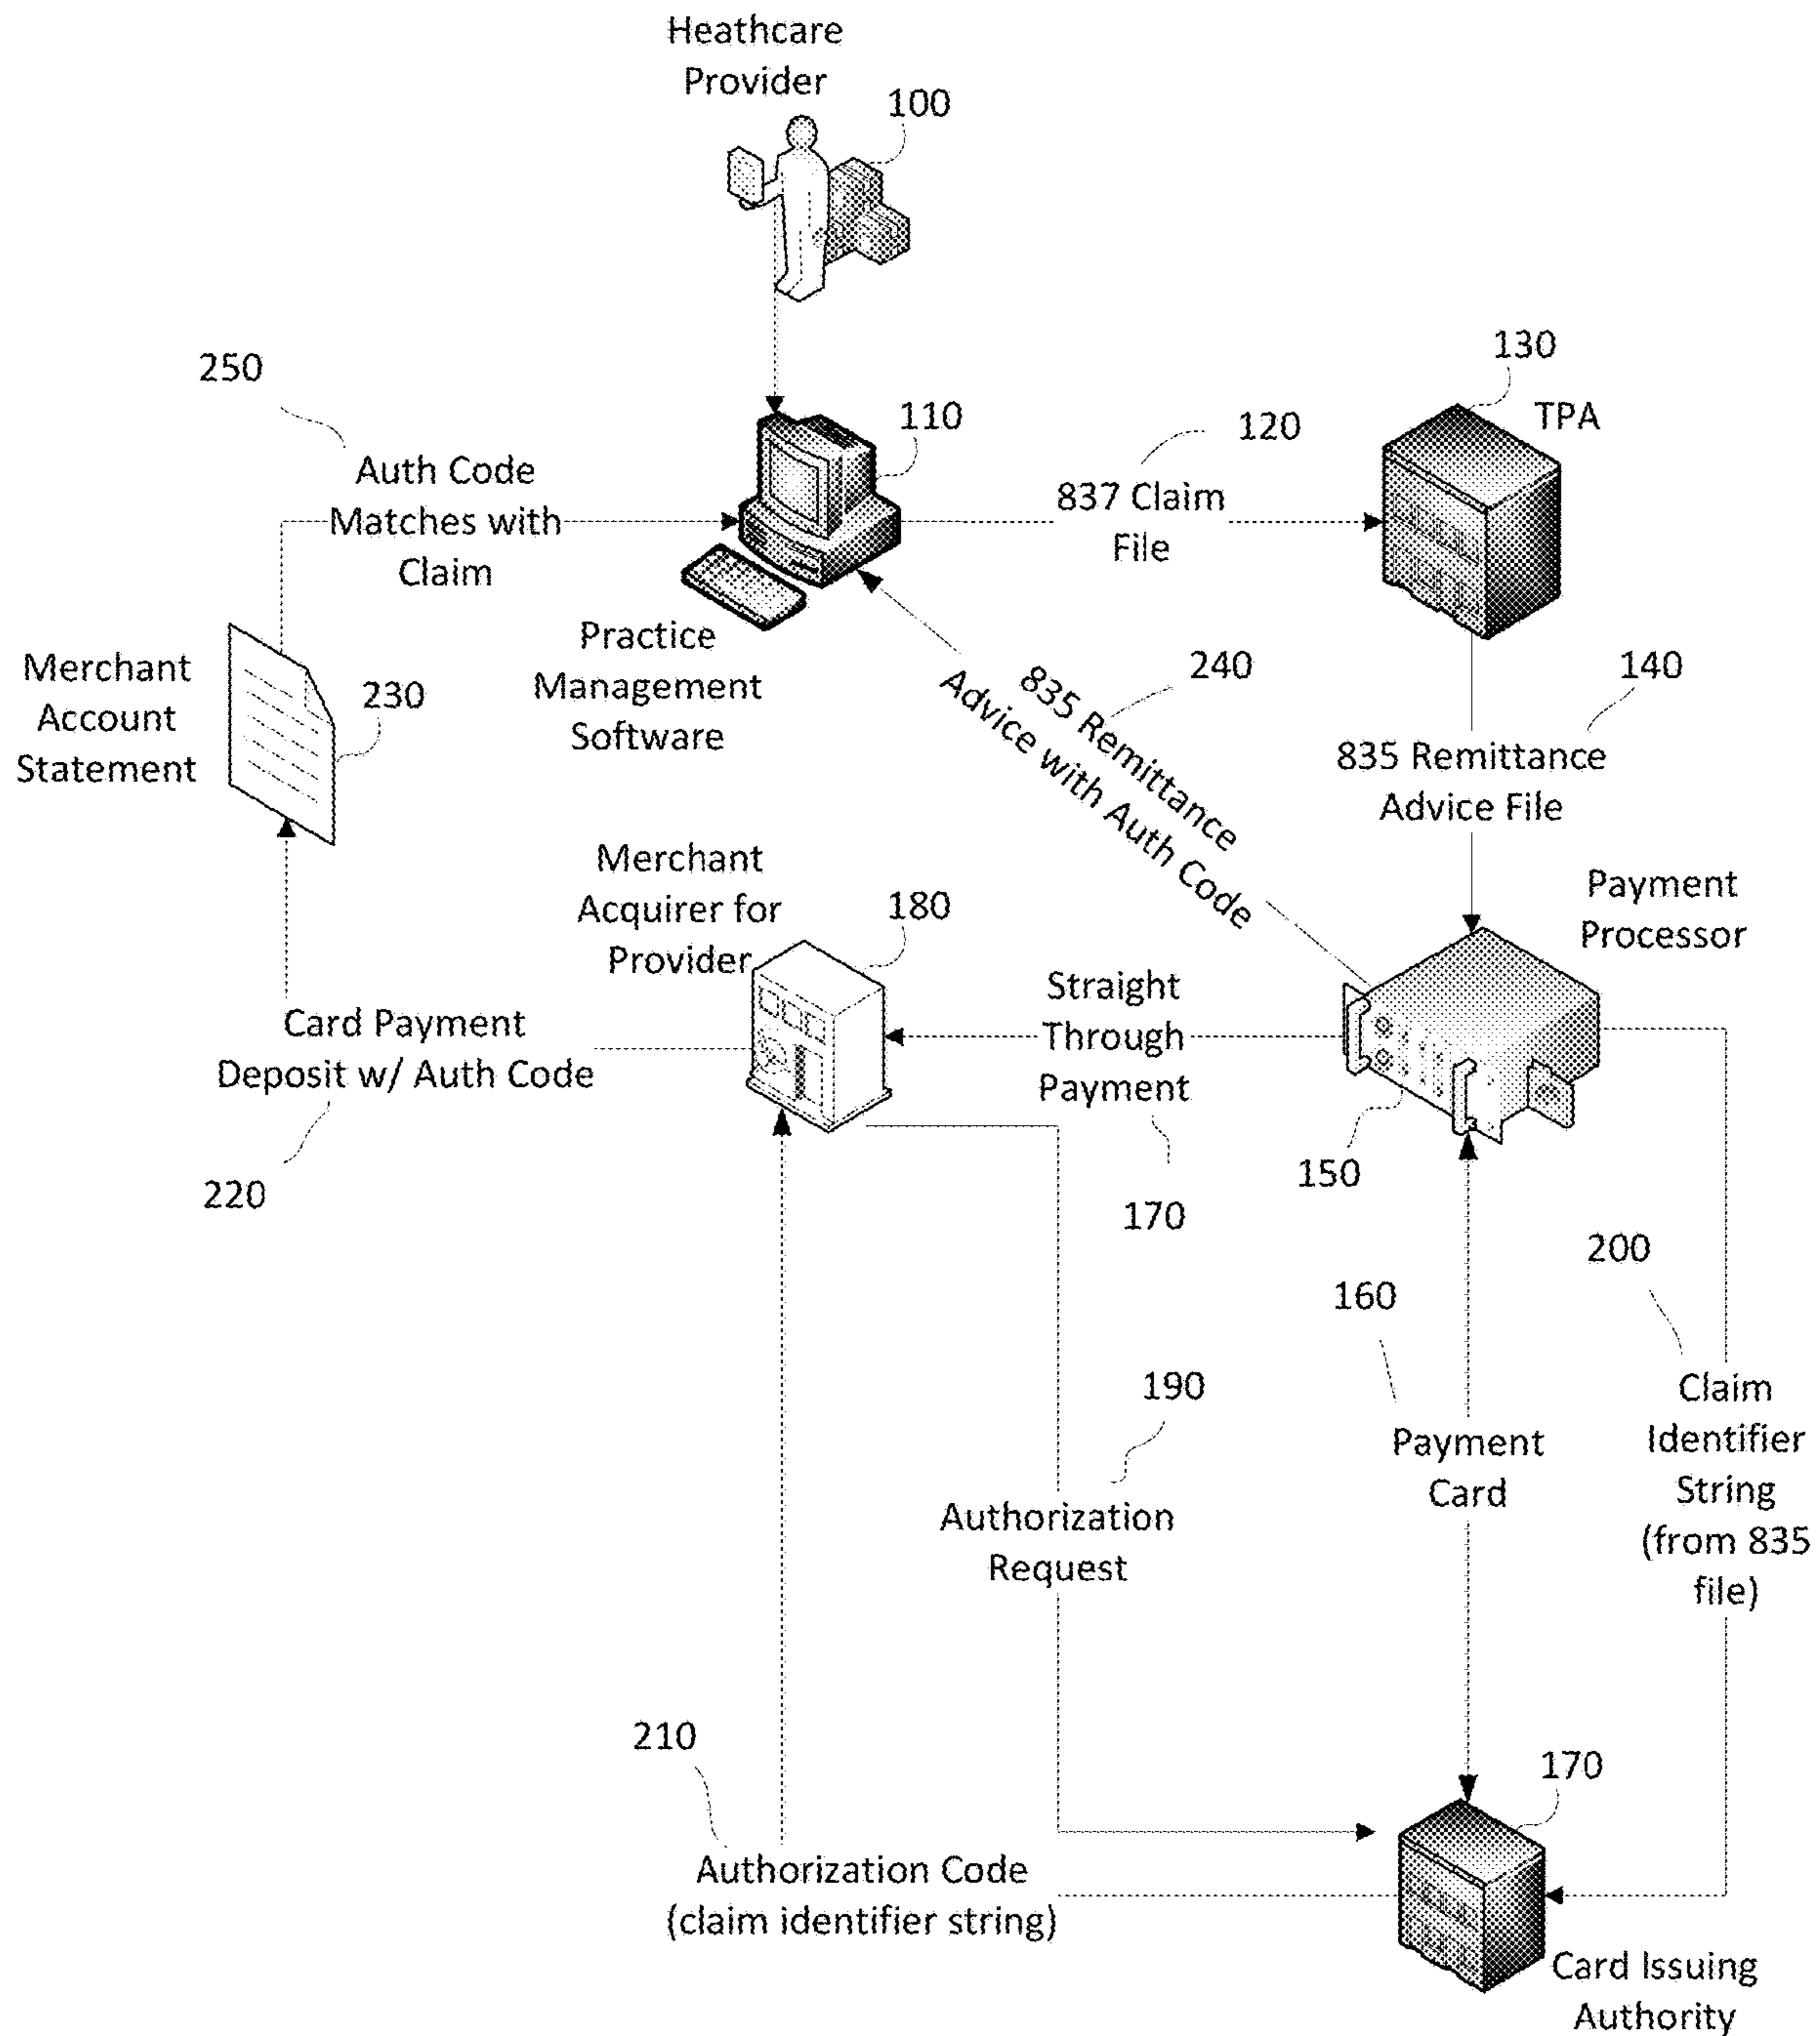 Heathcare
Provider
100
250
Auth Code
Matches with
Claim
110
120
837 Claim
File
130
TPA
Practice
Management
Software
Merchant
Account
Statement
230
240
835 Remittance
Advice with Auth Code
140
835 Remittance
Advice File
Merchant
Acquirer for
Provider
180
Payment
Processor
Card Payment
Deposit w/ Auth Code
220
Straight
Through
Payment
170
150
160
200
190
Authorization
Request
Payment
Card
Claim
Identifier
String
(from 835
file)
210
Authorization Code
(claim identifier string)
170
Card Issuing
Authority